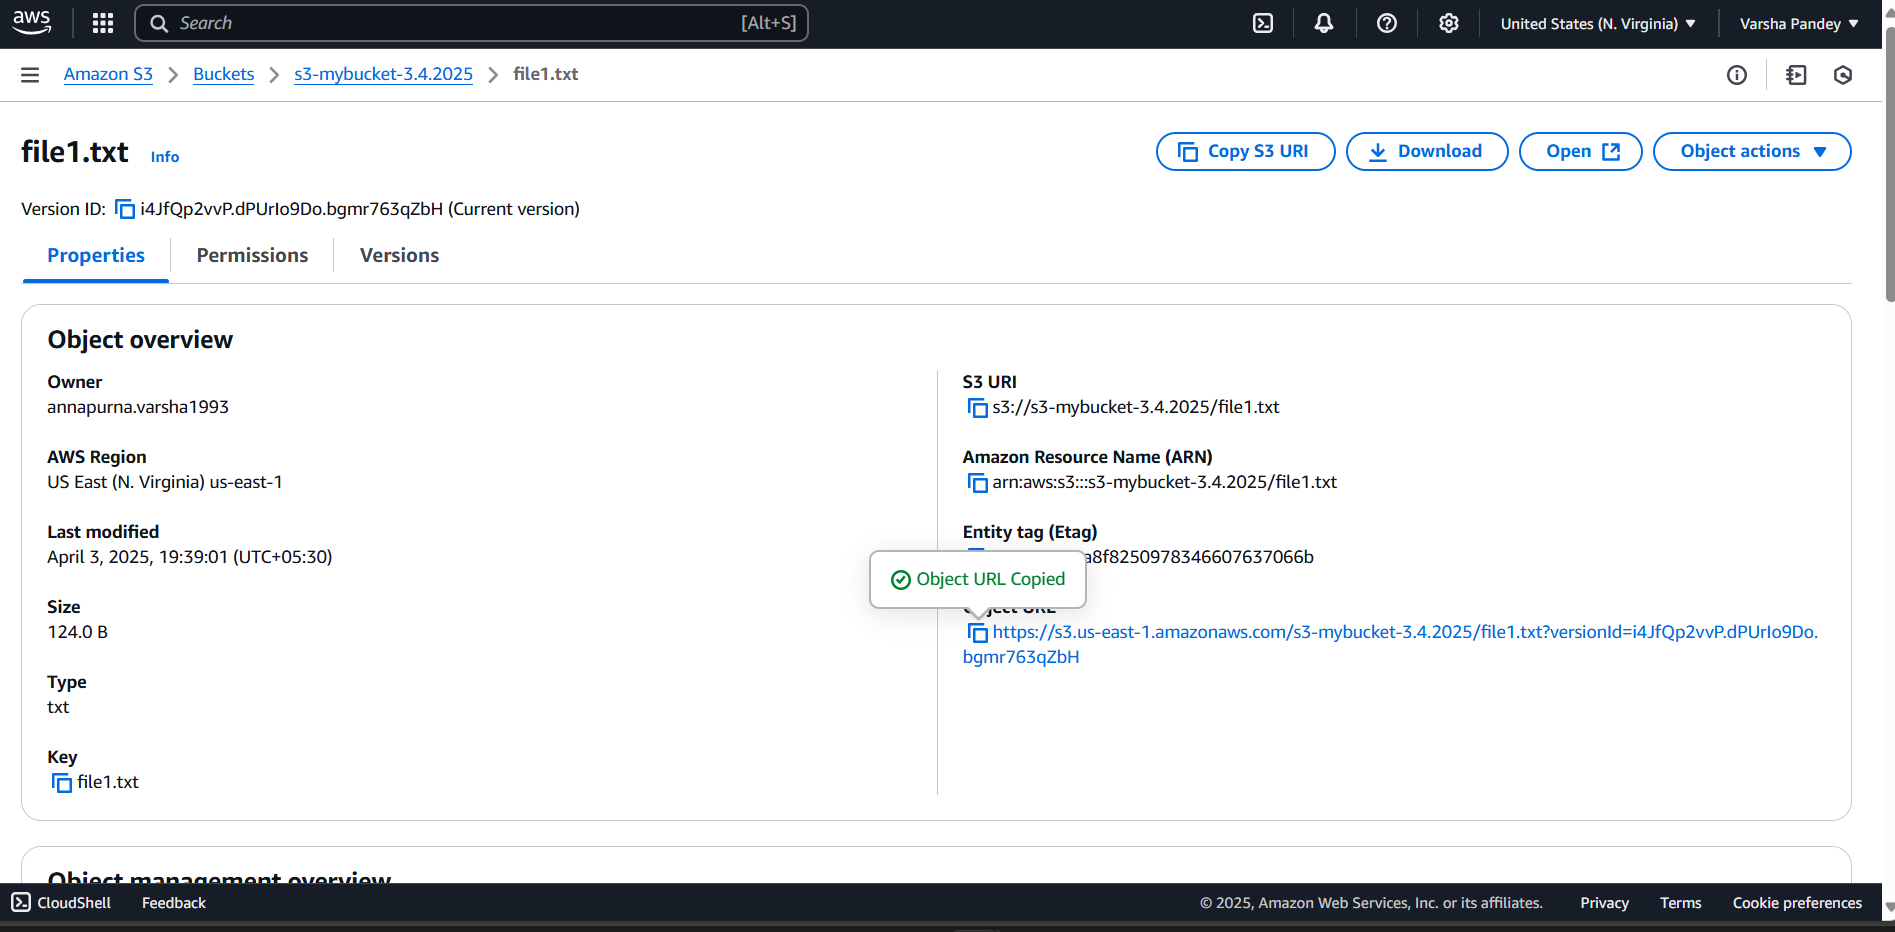 aws
Search [Alt+S]
United States (N. Virginia)
Varsha Pandey
Amazon S3
Buckets
s3-mybucket-3.4.2025
file1.txt
file1.txt
Info
Copy S3 URI
Download
Open
Object actions
Version ID: i4JfQp2vvP.dPUrIo9Do.bgmr763qZbH (Current version)
Properties
Permissions
Versions
Object overview
Owner
annapurna.varsha1993
AWS Region
US East (N. Virginia) us-east-1
Last modified
April 3, 2025, 19:39:01 (UTC+05:30)
Size
124.0 B
Type
txt
Key
file1.txt
S3 URI
s3://s3-mybucket-3.4.2025/file1.txt
Amazon Resource Name (ARN)
arn:aws:s3:::s3-mybucket-3.4.2025/file1.txt
Entity tag (Etag)
a8f8250978346607637066b
Object URL Copied
Object URL
https://s3.us-east-1.amazonaws.com/s3-mybucket-3.4.2025/file1.txt?versionId=i4JfQp2vvP.dPUrIo9Do.
bgmr763qZbH
Object management overview
CloudShell
Feedback
© 2025, Amazon Web Services, Inc. or its affiliates.
Privacy
Terms
Cookie preferences